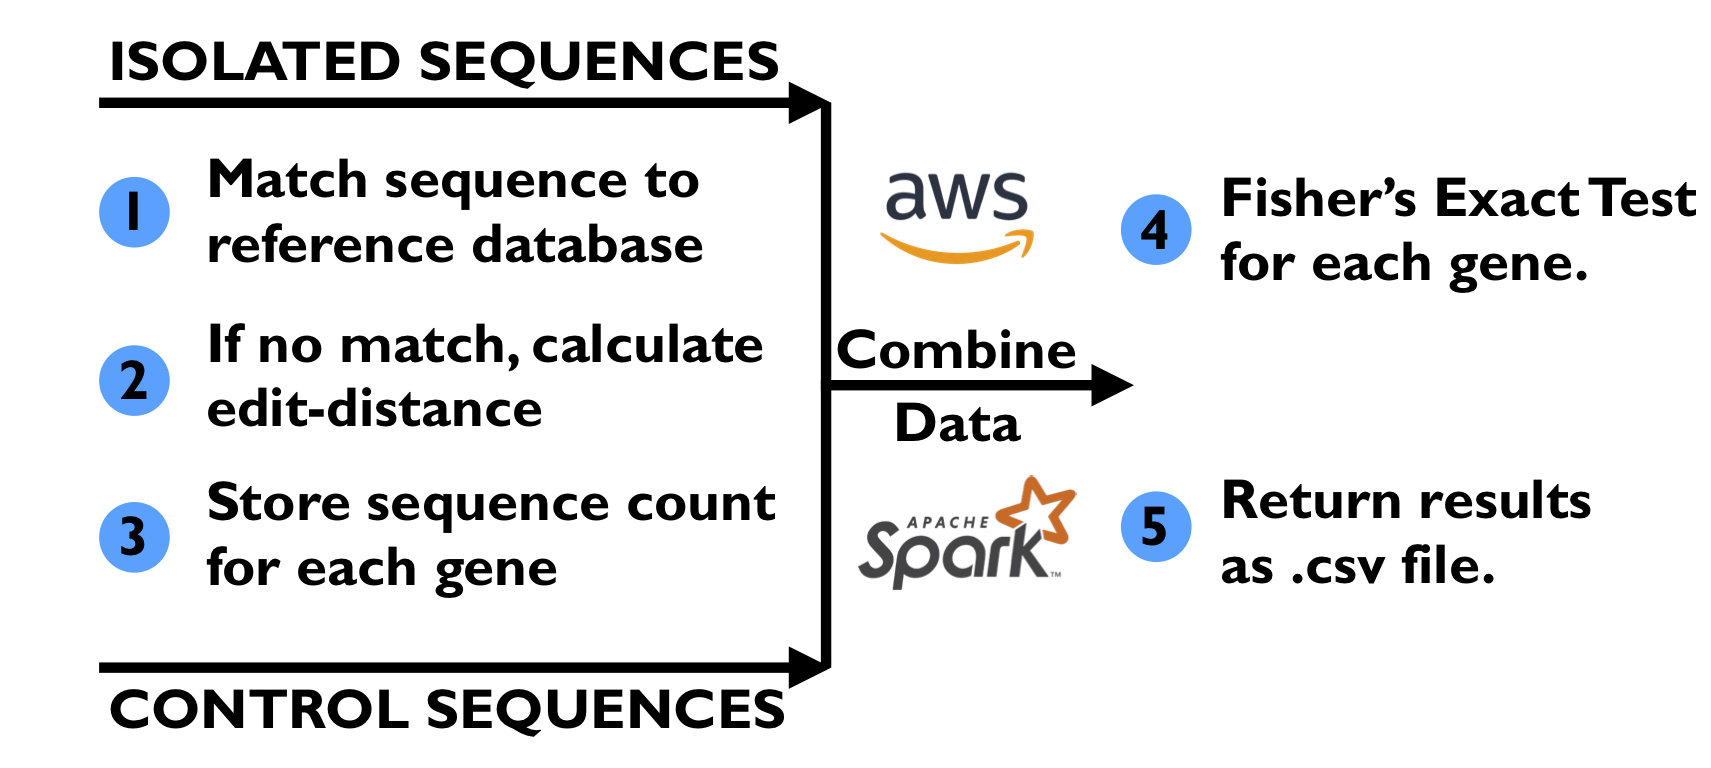 ISOLATED SEQUENCES
1 Match sequence to
reference database
2 If no match, calculate
edit-distance
3 Store sequence count
for each gene
CONTROL SEQUENCES
aws
Combine
Data
APACHE
Spark™
4 Fisher’s Exact Test
for each gene.
5 Return results
as .csv file.